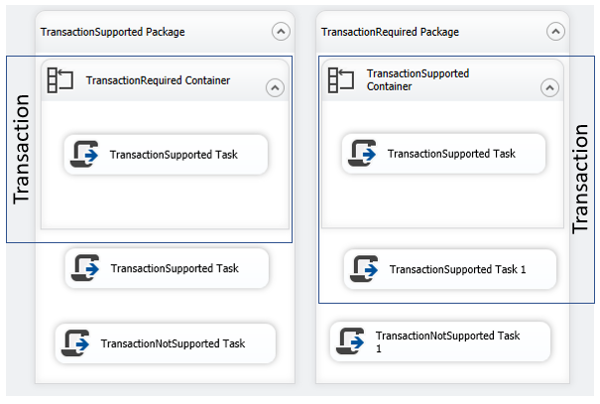 TransactionSupported Package
TransactionRequired Container
Transaction
TransactionSupported Task
TransactionSupported Task
TransactionNotSupported Task
TransactionRequired Package
TransactionSupported
Container
TransactionSupported Task
Transaction
TransactionSupported Task 1
TransactionNotSupported Task
1